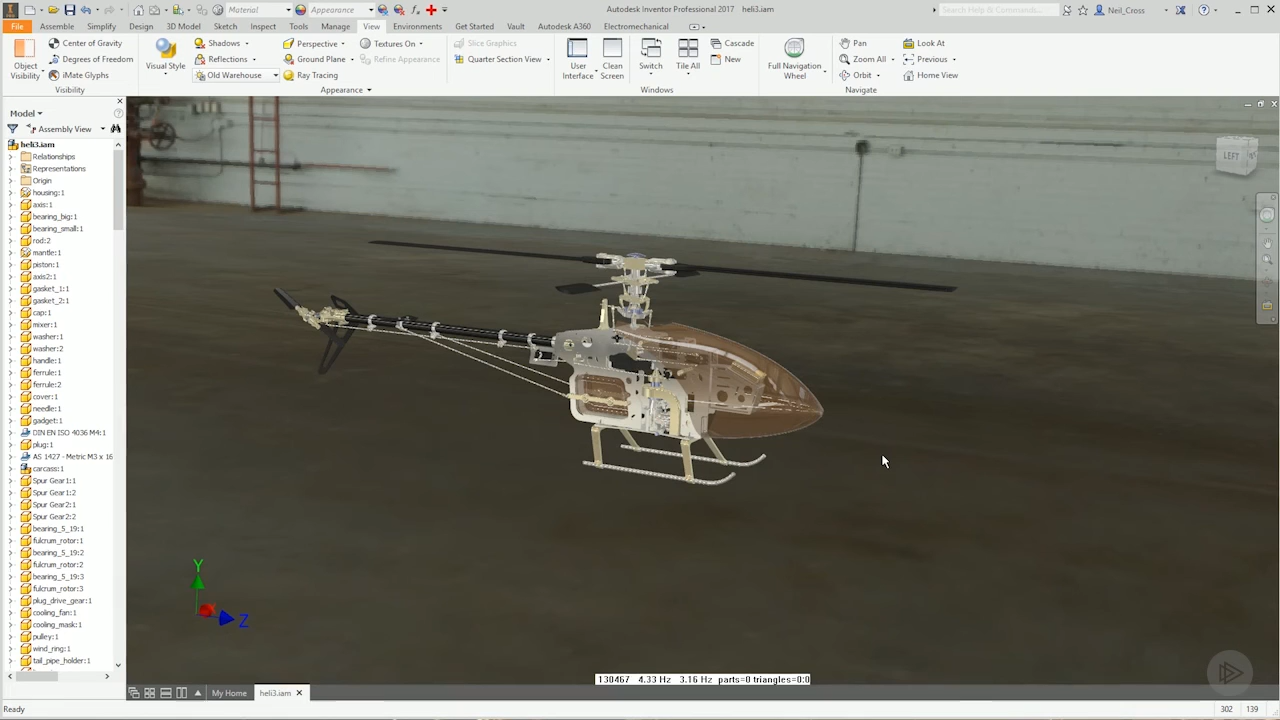 Material
Appearance
Autodesk Inventor Professional 2017 heli3.iam
Search Help & Commands...
Neil_Cross
File Assemble Simplify Design 3D Model Sketch Inspect Tools Manage View Environments Get Started Vault Autodesk A360 Electromechanical
Object Visibility
Center of Gravity
Degrees of Freedom
iMate Glyphs
Visibility
Visual Style
Shadows
Reflections
Old Warehouse
Perspective
Ground Plane
Ray Tracing
Textures On
Refine Appearance
Appearance
Slice Graphics
Quarter Section View
User Interface
Clean Screen
Switch
Tile All
Cascade
New
Windows
Full Navigation Wheel
Pan
Zoom All
Orbit
Look At
Previous
Home View
Navigate
Model
Assembly View
heli3.iam
Relationships
Representations
Origin
housing:1
axis:1
bearing_big:1
bearing_small:1
rod:2
mantle:1
piston:1
axis2:1
gasket_1:1
gasket_2:1
cap:1
mixer:1
washer:1
washer:2
handle:1
ferrule:1
ferrule:2
cover:1
needle:1
gadget:1
DIN EN ISO 4036 M4:1
plug:1
AS 1427 - Metric M3 x 16
carcass:1
Spur Gear1:1
Spur Gear1:2
Spur Gear2:1
Spur Gear2:2
bearing_5_19:1
fulcrum_rotor:1
bearing_5_19:2
fulcrum_rotor:2
bearing_5_19:3
fulcrum_rotor:3
plug_drive_gear:1
cooling_fan:1
cooling_mask:1
pulley:1
wind_ring:1
tail_pipe_holder:1
LEFT
Y
Z
130467 4.33 Hz 3.16 Hz parts=0 triangles=0:0
My Home
heli3.iam
Ready
302 139